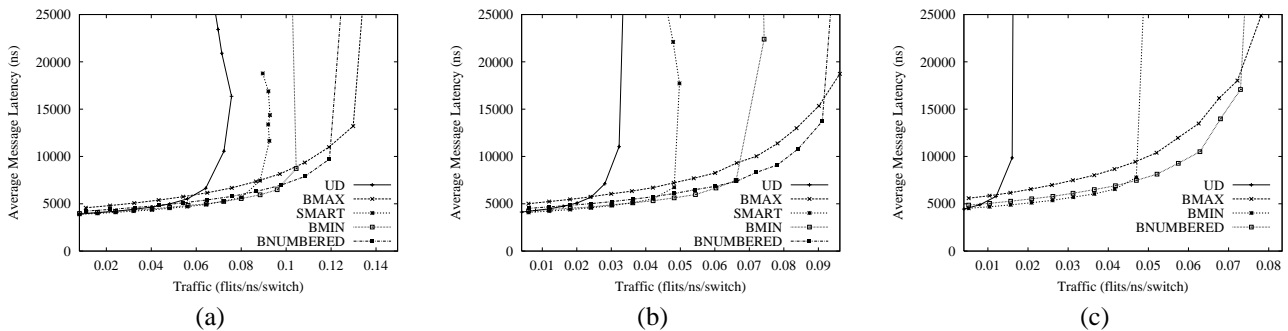 25000
20000
15000
10000
5000
0
Average Message Latency (ns)
UD
BMAX
SMART
BMIN
BNUMBERED
0.02 0.04 0.06 0.08 0.1 0.12 0.14
Traffic (flits/ns/switch)
(a)
25000
20000
15000
10000
5000
0
Average Message Latency (ns)
UD
BMAX
SMART
BMIN
BNUMBERED
0.01 0.02 0.03 0.04 0.05 0.06 0.07 0.08 0.09
Traffic (flits/ns/switch)
(b)
25000
20000
15000
10000
5000
0
Average Message Latency (ns)
UD
BMAX
BMIN
BNUMBERED
0.01 0.02 0.03 0.04 0.05 0.06 0.07 0.08
Traffic (flits/ns/switch)
(c)